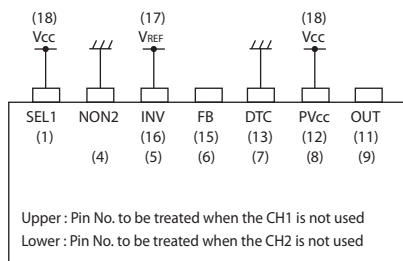 (18) (17) (18)
Vcc VREF Vcc
SEL1 NON2 INV FB DTC PVcc OUT
(1) (16) (15) (13) (12) (11)
(4) (5) (6) (7) (8) (9)
Upper : Pin No. to be treated when the CH1 is not used
Lower : Pin No. to be treated when the CH2 is not used